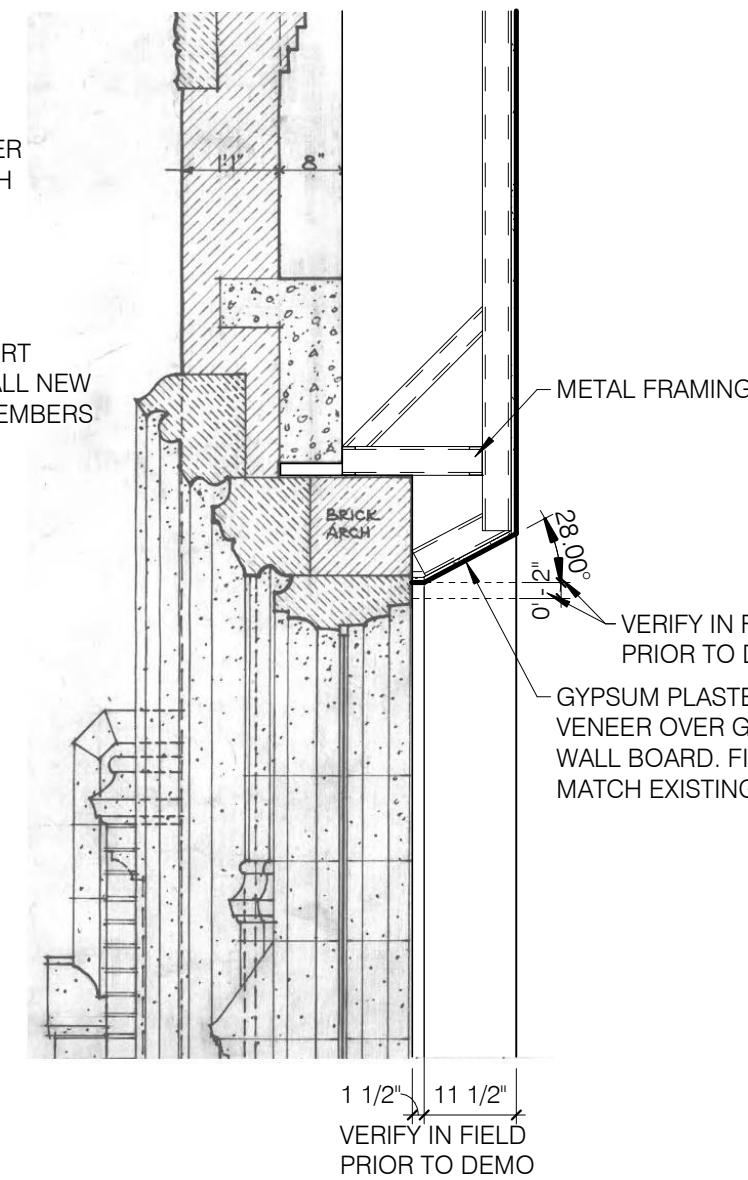 ER
H
1'1"
8"
RT
ALL NEW
EMBERS
METAL FRAMING
BRICK
ARCH
28.00°
0' - 2"
VERIFY IN F
PRIOR TO D
GYPSUM PLASTE
VENEER OVER G
WALL BOARD. FI
MATCH EXISTING
1 1/2"
11 1/2"
VERIFY IN FIELD
PRIOR TO DEMO